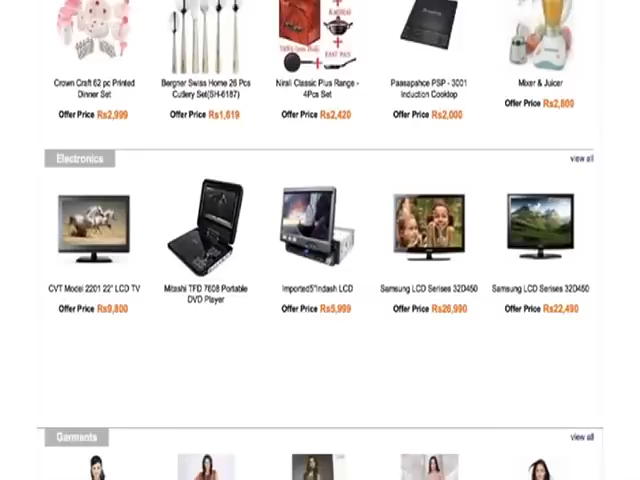 Crown Craft 62 pc Printed
Dinner Set
Offer Price Rs2,999
Bergner Swiss Home 26 Pcs
Cutlery Set(SH-6187)
Offer Price Rs1,619
Nirali Classic Plus Range -
4Pcs Set
Offer Price Rs2,420
Paasapahce PSP - 3001
Induction Cooktop
Offer Price Rs2,000
Mixer & Juicer
Offer Price Rs2,800
Electronics
view all
CVT Model 2201 22" LCD TV
Offer Price Rs9,800
Mitashi TFD 7608 Portable
DVD Player
Imported5"Indash LCD
Offer Price Rs5,999
Samsung LCD Serises 32D450
Offer Price Rs26,990
Samsung LCD Serises 32D450
Offer Price Rs22,490
Garments
view all